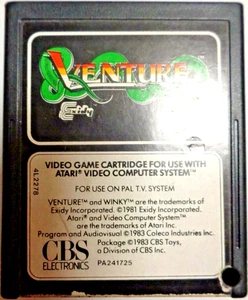 VENTURE
Exidy
VIDEO GAME CARTRIDGE FOR USE WITH
ATARI® VIDEO COMPUTER SYSTEM™
FOR USE ON PAL T.V. SYSTEM
VENTURE™ and WINKY™ are the trademarks of
Exidy Incorporated. ©1981 Exidy Incorporated.
Atari® and Video Computer System™
are the trademarks of Atari Inc.
Program and Audiovisual ©1983 Coleco Industries Inc.
Package ©1983 CBS Toys,
a Division of CBS Inc.
CBS
ELECTRONICS
PA241725
4L2278